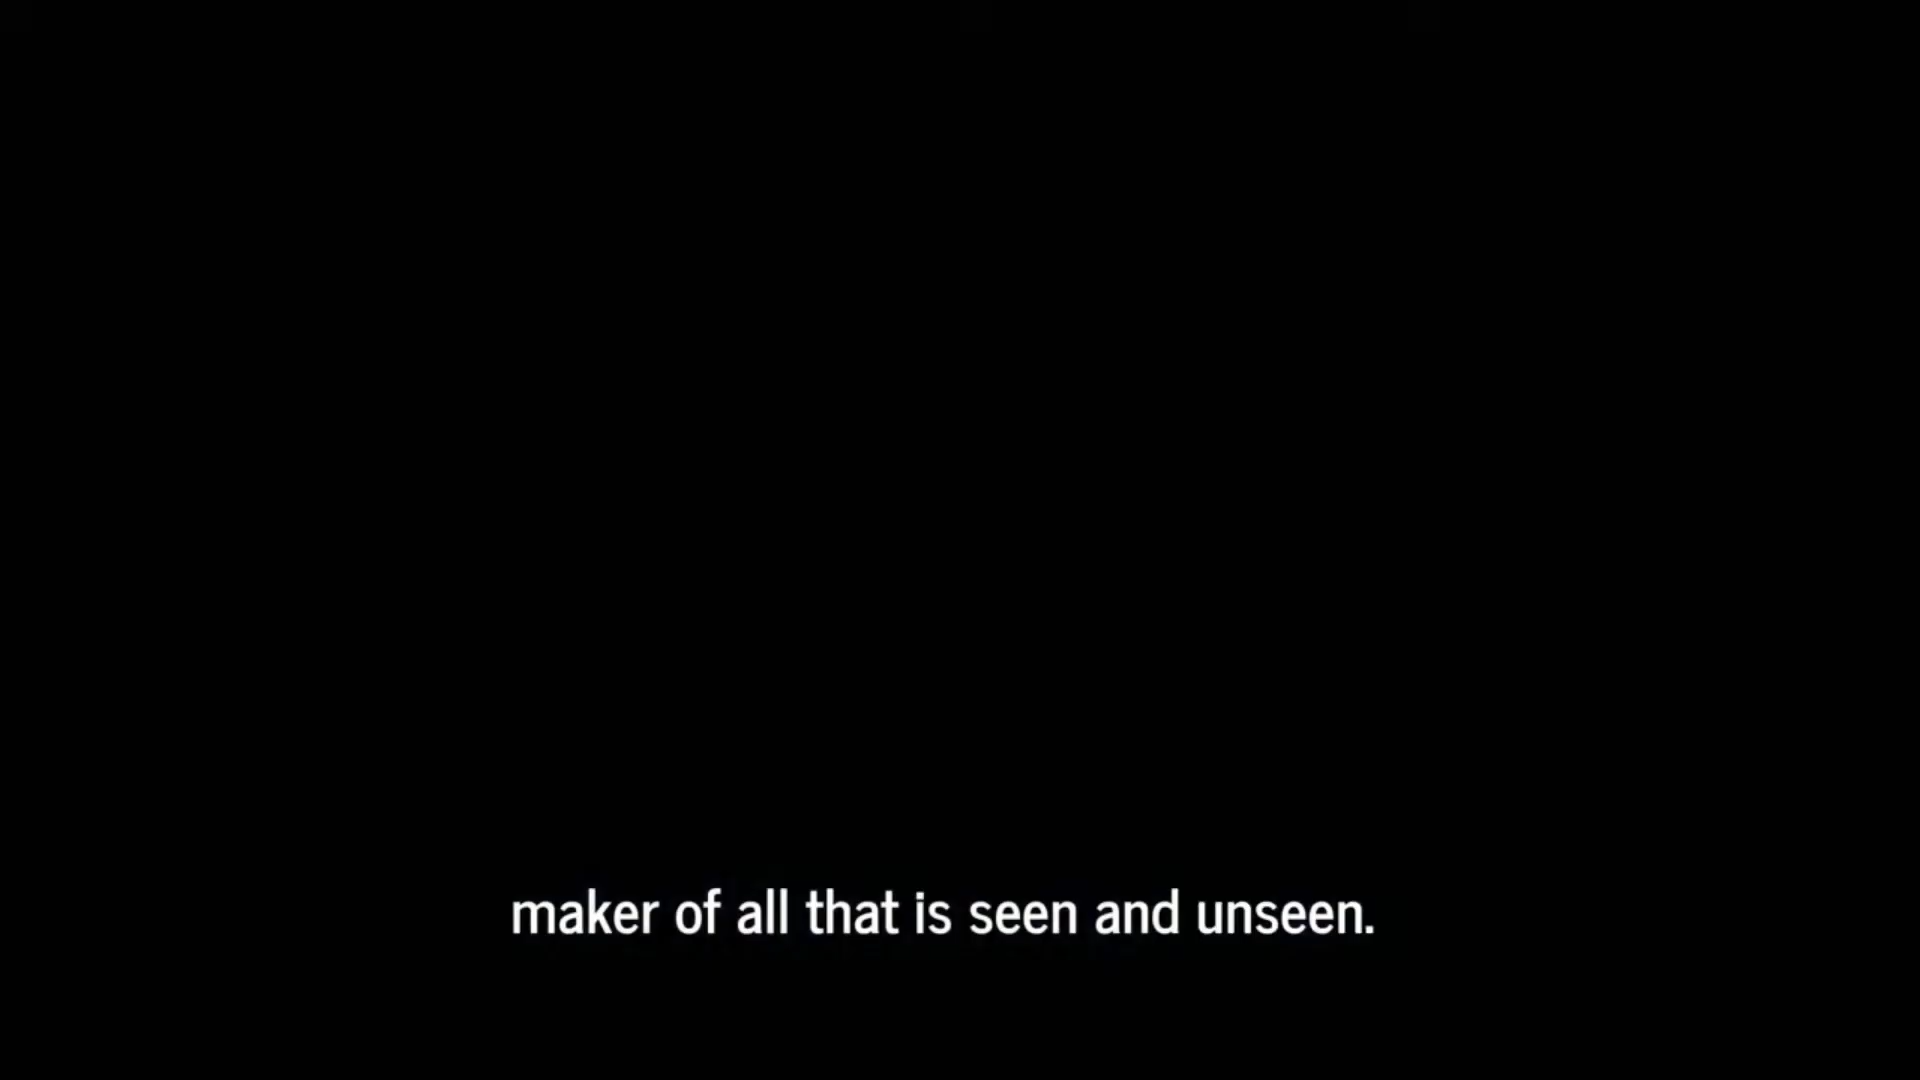 maker of all that is seen and unseen.